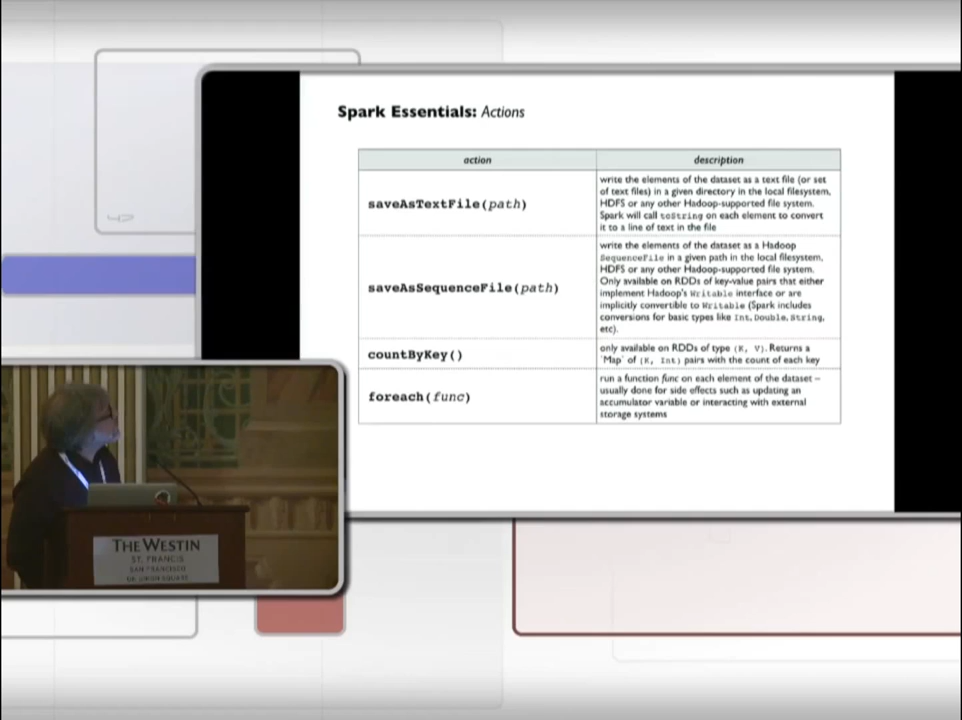 Spark Essentials: Actions
action
description
saveAsTextFile(path)
write the elements of the dataset as a text file (or set
of text files) in a given directory in the local filesystem,
HDFS or any other Hadoop-supported file system.
Spark will call toString on each element to convert
it to a line of text in the file
saveAsSequenceFile(path)
write the elements of the dataset as a Hadoop
SequenceFile in a given path in the local filesystem,
HDFS or any other Hadoop-supported file system.
Only available on RDDs of key-value pairs that either
implement Hadoop's Writable interface or are
implicitly convertible to Writable (Spark includes
conversions for basic types like Int, Double, String,
etc).
countByKey()
only available on RDDs of type (K, V). Returns a
`Map` of (K, Int) pairs with the count of each key
foreach(func)
run a function func on each element of the dataset –
usually done for side effects such as updating an
accumulator variable or interacting with external
storage systems
THE WESTIN
ST. FRANCIS
SAN FRANCISCO
ON UNION SQUARE